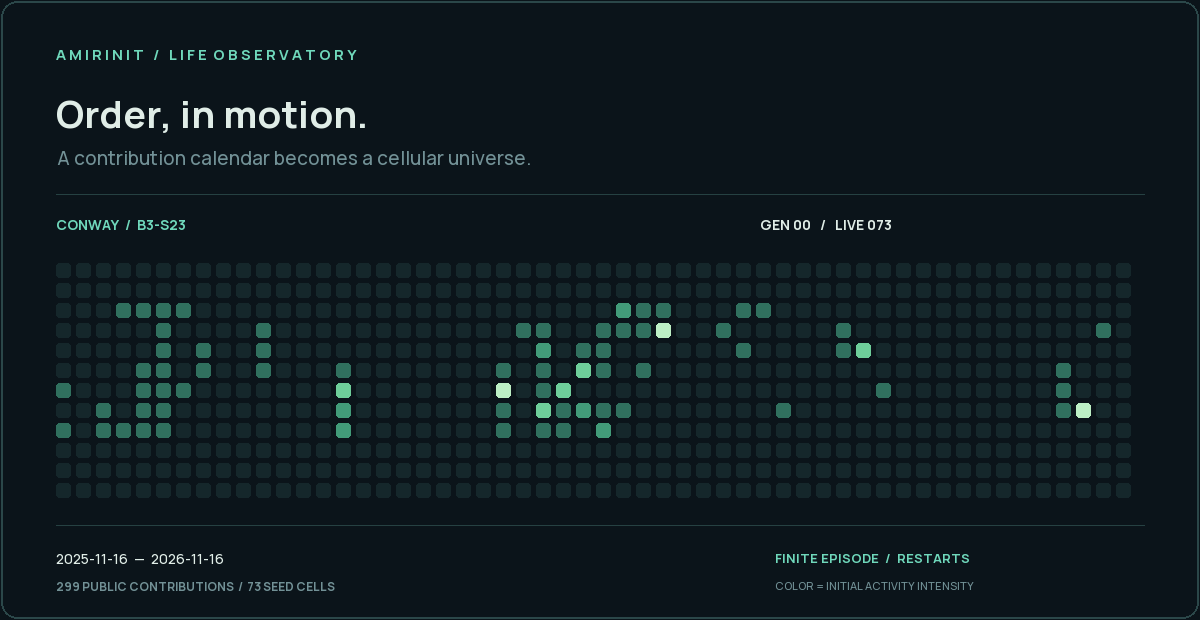 AMIRINIT / LIFE OBSERVATORY
Order, in motion.
A contribution calendar becomes a cellular universe.
CONWAY / B3-S23
GEN 00 / LIVE 073
2025-11-16 — 2026-11-16
FINITE EPISODE / RESTARTS
299 PUBLIC CONTRIBUTIONS / 73 SEED CELLS
COLOR = INITIAL ACTIVITY INTENSITY